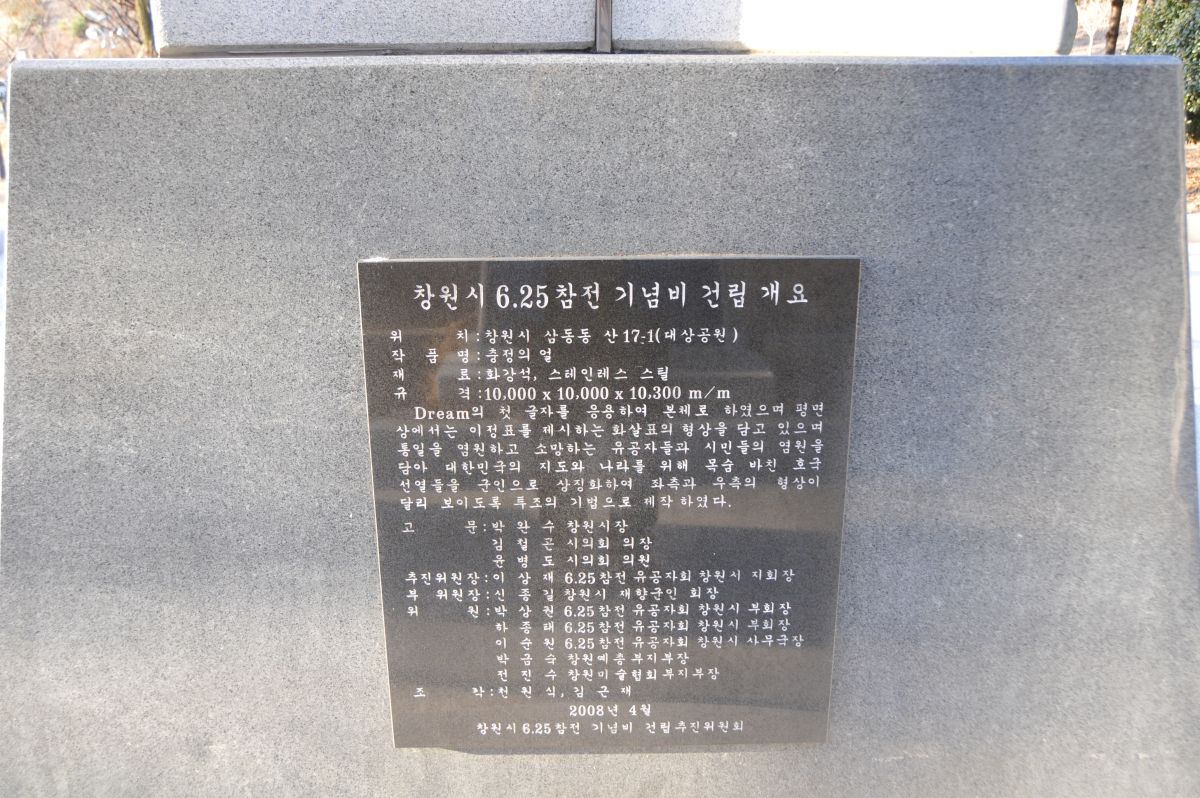 창원시 6.25 참전 기념비 건립 개요
위 치 : 창원시 삼동동 산 17-1(대상공원)
작 품 명 : 충정의 얼
재 료 : 화강석, 스테인레스 스틸
규 격 : 10,000 x 10,000 x 10,300 m/m
Dream의 첫 글자를 응용하여 본체로 하였으며 평면
상에서는 이정표를 제시하는 화살표의 형상을 담고 있으며
통일을 염원하고 소망하는 유공자들과 시민들의 염원을
담아 대한민국의 지도와 나라를 위해 목숨 바친 호국
선열들을 군인으로 상징화하여 좌측과 우측의 형상이
달리 보이도록 투조의 기법으로 제작하였다.
고 문 : 박 완 수 창원시장
김 철 곤 시의회 의장
윤 병 도 시의회 의원
추진위원장 : 이 상 재 6.25참전 유공자회 창원시 지회장
부 위원장 : 신 종 길 창원시 재향군인 회장
위 원 : 박 상 권 6.25참전 유공자회 창원시 부회장
하 종 태 6.25참전 유공자회 창원시 부회장
이 순 원 6.25참전 유공자회 창원시 사무국장
박 금 숙 창원예총부지부장
전 진 수 창원미술협회부지부장
조 각 : 천 원 식, 김 근 재
2008년 4월
창원시 6.25참전 기념비 건립추진위원회